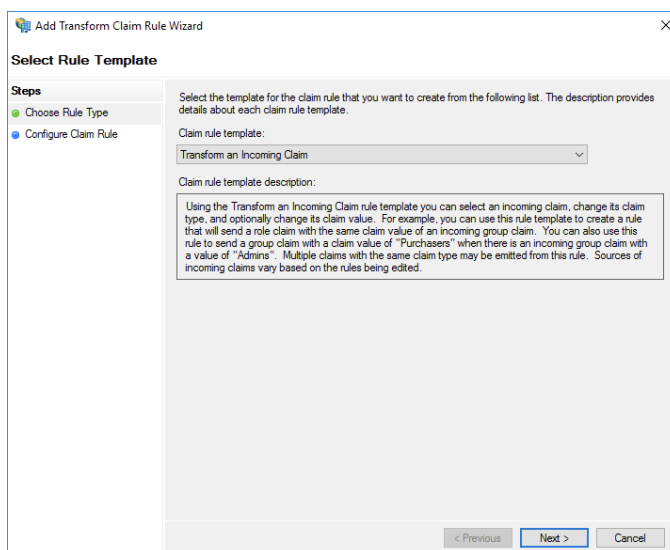 Add Transform Claim Rule Wizard
Select Rule Template
Steps
Choose Rule Type
Configure Claim Rule
Select the template for the claim rule that you want to create from the following list. The description provides
details about each claim rule template.
Claim rule template:
Transform an Incoming Claim
Claim rule template description:
Using the Transform an Incoming Claim rule template you can select an incoming claim, change its claim
type, and optionally change its claim value. For example, you can use this rule template to create a rule
that will send a role claim with the same claim value of an incoming group claim. You can also use this
rule to send a group claim with a claim value of "Purchasers" when there is an incoming group claim with
a value of "Admins". Multiple claims with the same claim type may be emitted from this rule. Sources of
incoming claims vary based on the rules being edited.
< Previous
Next >
Cancel